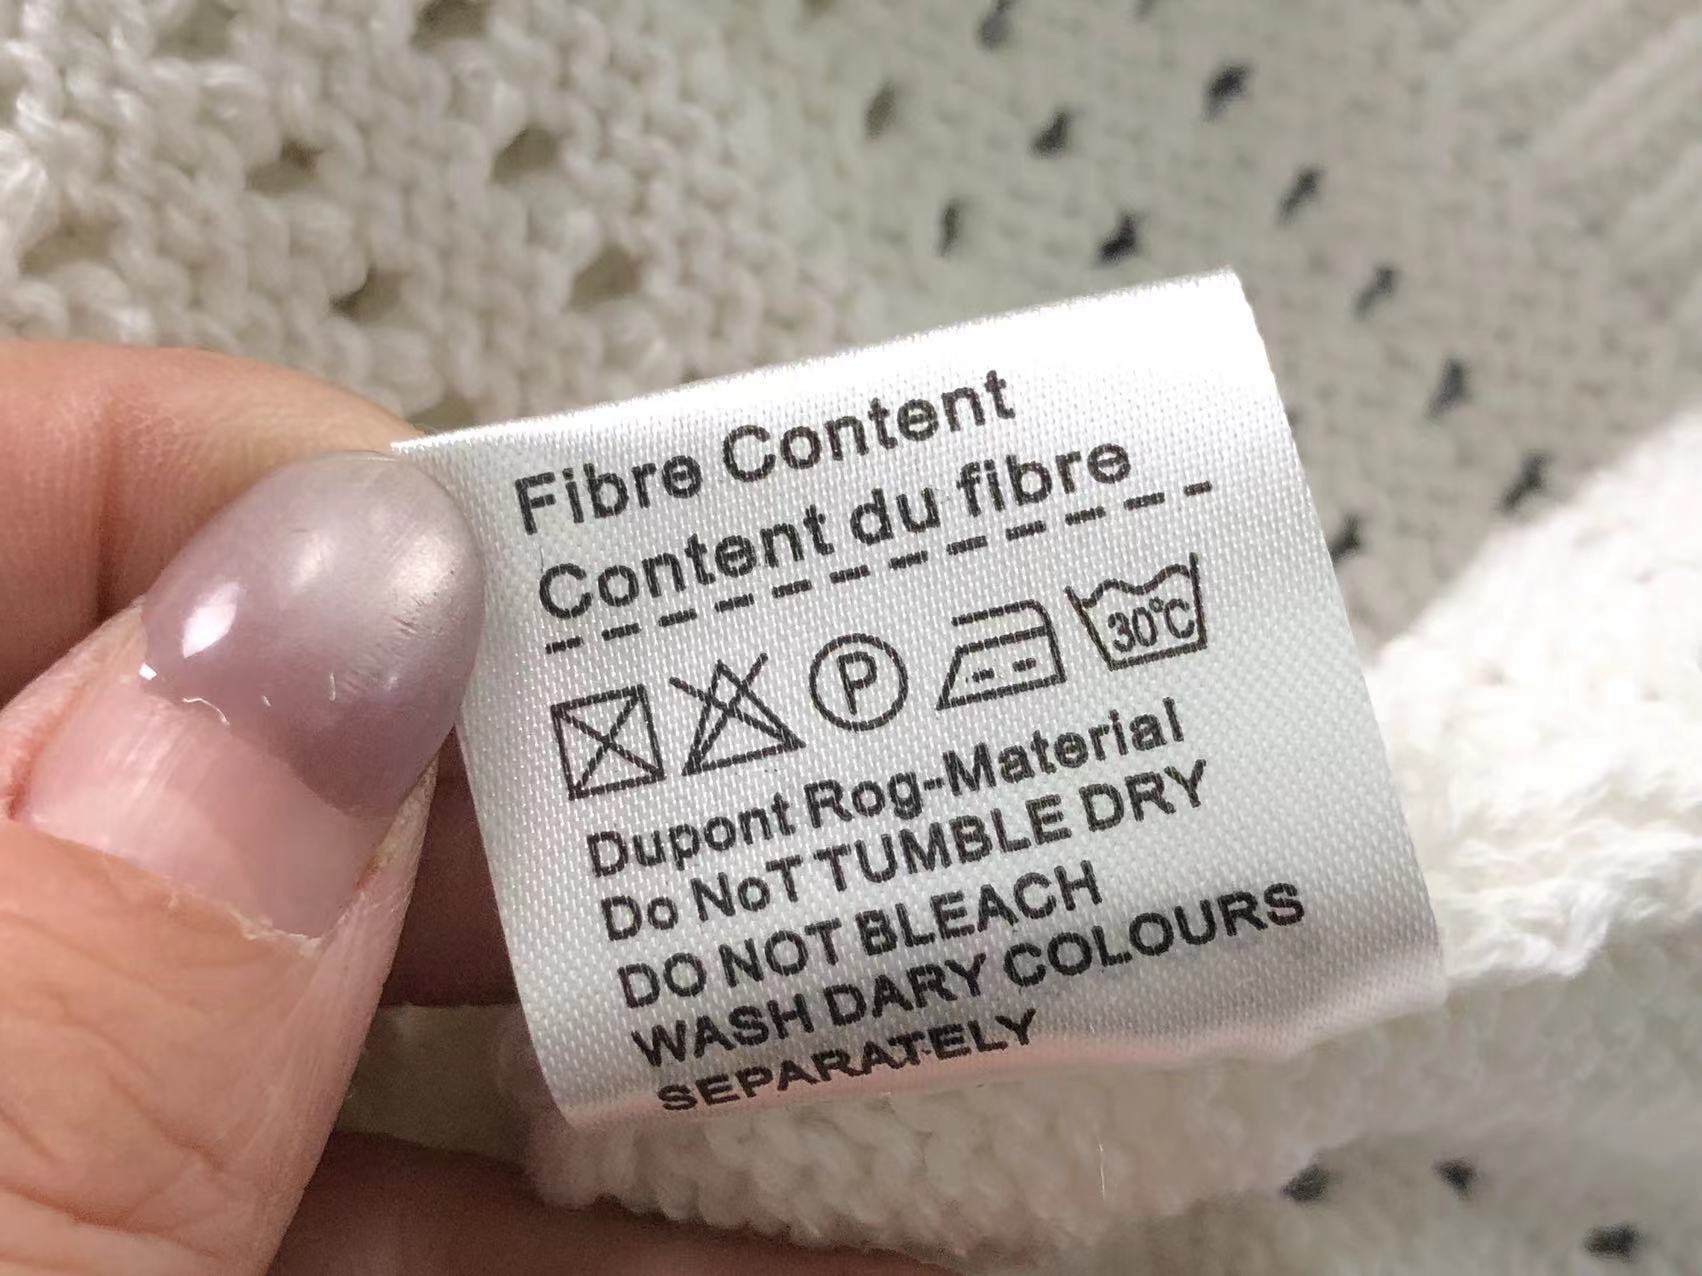 Fibre Content
Content du fibre
P
30°C
Dupont Rog-Material
Do NoT TUMBLE DRY
DO NOT BLEACH
WASH DARY COLOURS
SEPARATELY